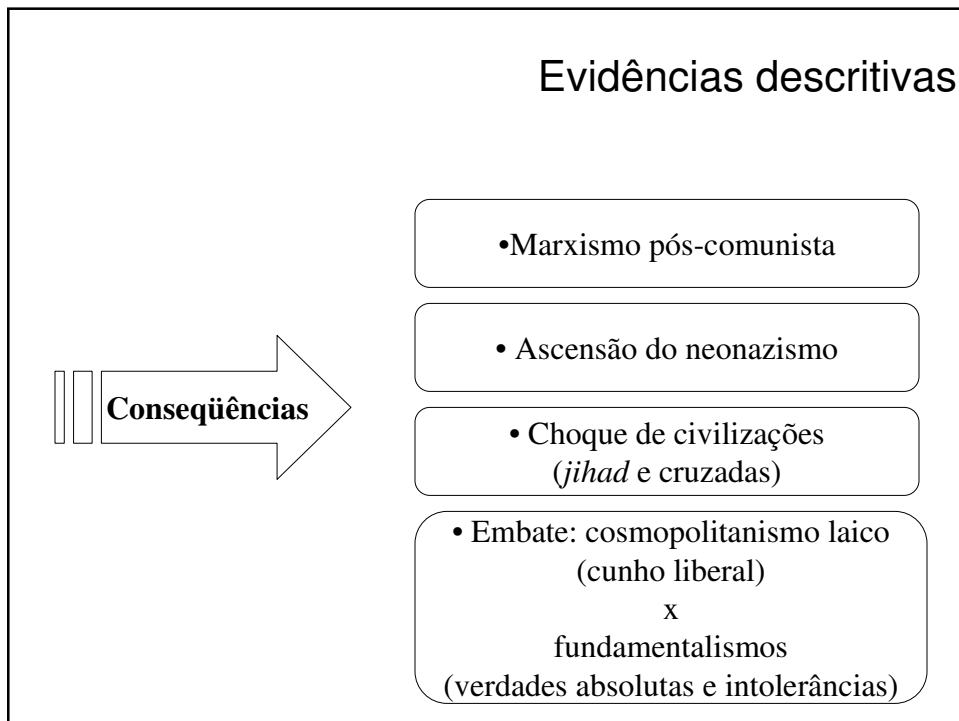 Evidências descritivas
Conseqüências
•Marxismo pós-comunista
• Ascensão do neonazismo
• Choque de civilizações
(jihad e cruzadas)
• Embate: cosmopolitanismo laico
(cunho liberal)
x
fundamentalismos
(verdades absolutas e intolerâncias)